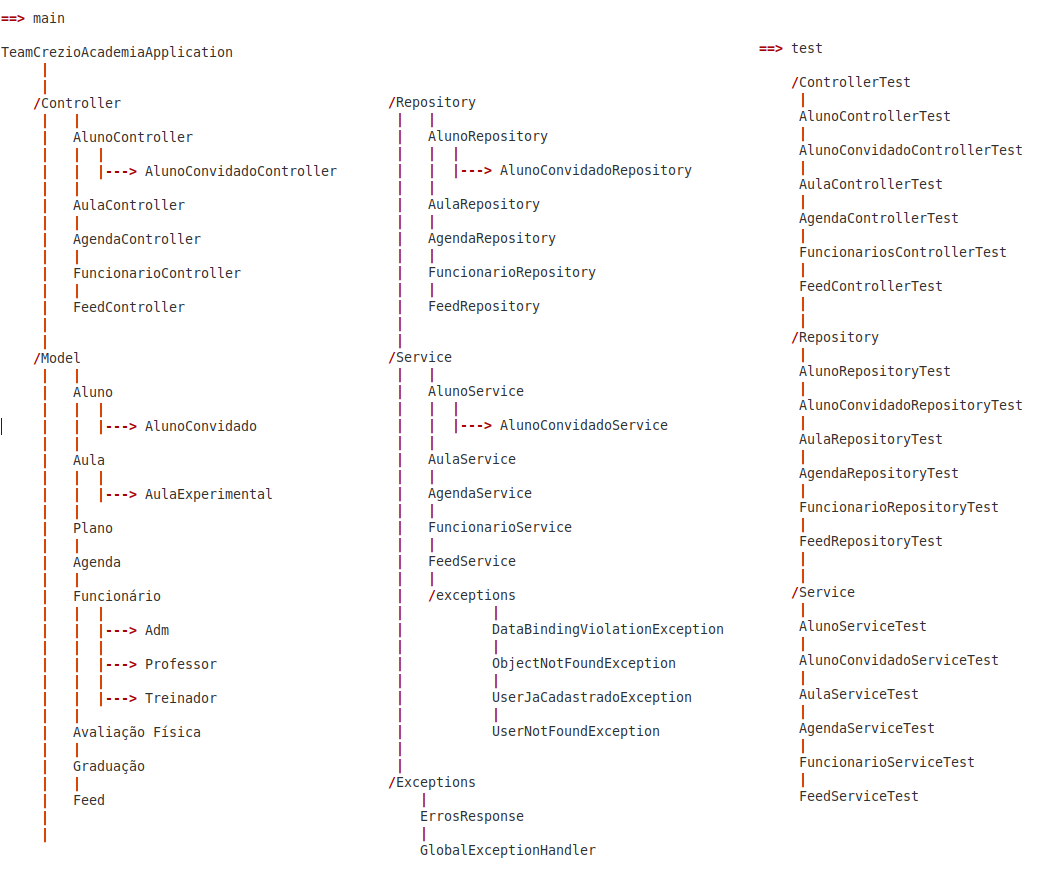 ==> main
TeamCrezioAcademiaApplication
/Controller
AlunoController
|---> AlunoConvidadoController
AulaController
AgendaController
FuncionarioController
FeedController
/Model
Aluno
|---> AlunoConvidado
Aula
|---> AulaExperimental
Plano
Agenda
Funcionário
|---> Adm
|---> Professor
|---> Treinador
Avaliação Física
Graduação
Feed
/Repository
AlunoRepository
|---> AlunoConvidadoRepository
AulaRepository
AgendaRepository
FuncionarioRepository
FeedRepository
/Service
AlunoService
|---> AlunoConvidadoService
AulaService
AgendaService
FuncionarioService
FeedService
/exceptions
DataBindingViolationException
ObjectNotFoundException
UserJaCadastradoException
UserNotFoundException
/Exceptions
ErrosResponse
GlobalExceptionHandler
==> test
/ControllerTest
AlunoControllerTest
AlunoConvidadoControllerTest
AulaControllerTest
AgendaControllerTest
FuncionariosControllerTest
FeedControllerTest
/Repository
AlunoRepositoryTest
AlunoConvidadoRepositoryTest
AulaRepositoryTest
AgendaRepositoryTest
FuncionarioRepositoryTest
FeedRepositoryTest
/Service
AlunoServiceTest
AlunoConvidadoServiceTest
AulaServiceTest
AgendaServiceTest
FuncionarioServiceTest
FeedServiceTest